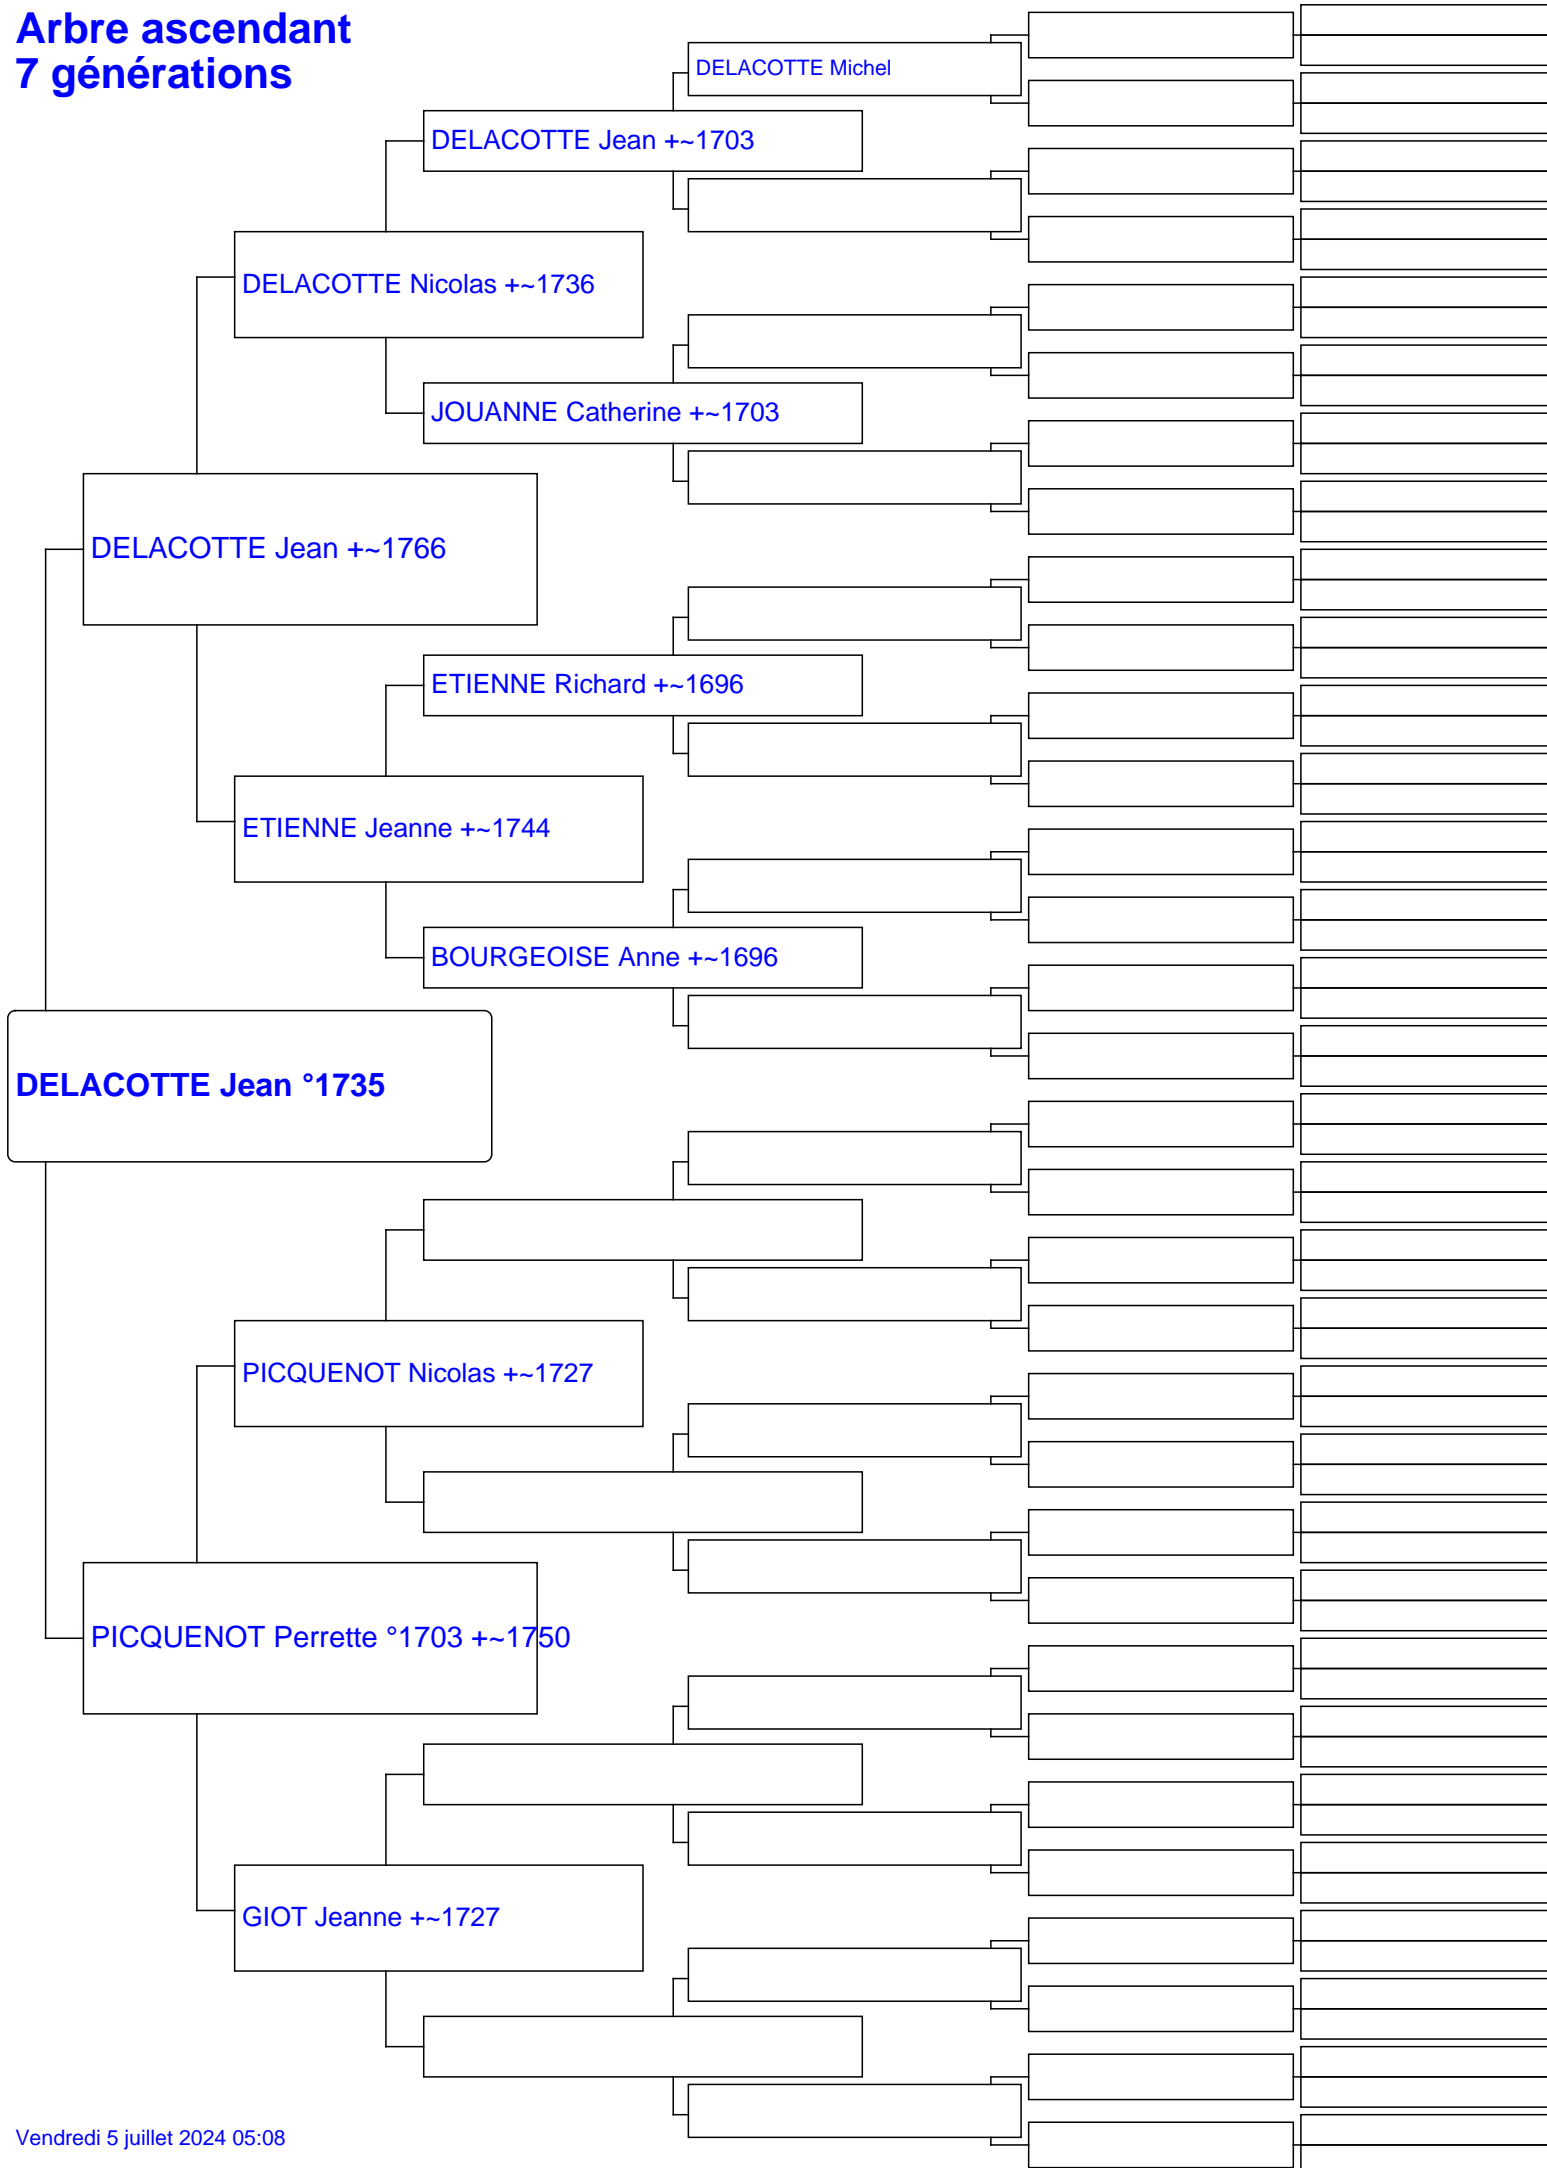 Arbre ascendant
7 générations
DELACOTTE Michel
DELACOTTE Jean +~1703
DELACOTTE Nicolas +~1736
JOUANNE Catherine +~1703
DELACOTTE Jean +~1766
ETIENNE Richard +~1696
ETIENNE Jeanne +~1744
BOURGEOISE Anne +~1696
DELACOTTE Jean °1735
PICQUENOT Nicolas +~1727
PICQUENOT Perrette °1703 +~1750
GIOT Jeanne +~1727
Vendredi 5 juillet 2024 05:08